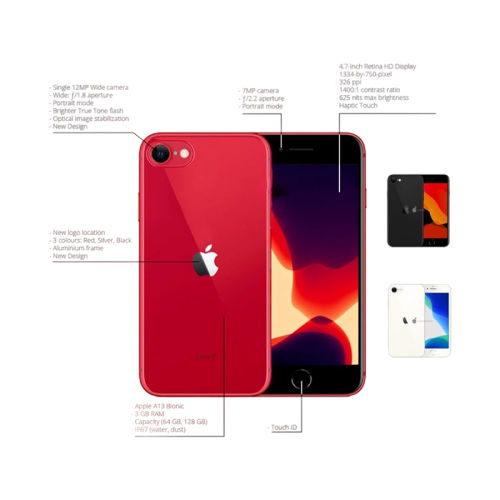 - Single 12MP Wide camera
- Wide: ƒ/1.8 aperture
- Portrait mode
- Brighter True Tone flash
- Optical image stabilization
- New Design
- 7MP camera
- ƒ/2.2 aperture
- Portrait mode
4.7-inch Retina HD Display
1334-by-750-pixel
326 ppi
1400:1 contrast ratio
625 nits max brightness
Haptic Touch
- New logo location
- 3 colours: Red, Silver, Black
- Aluminium frame
- New Design
Apple A13 Bionic
3 GB RAM
Capacity (64 GB, 128 GB)
IP67 (water, dust)
- Touch ID